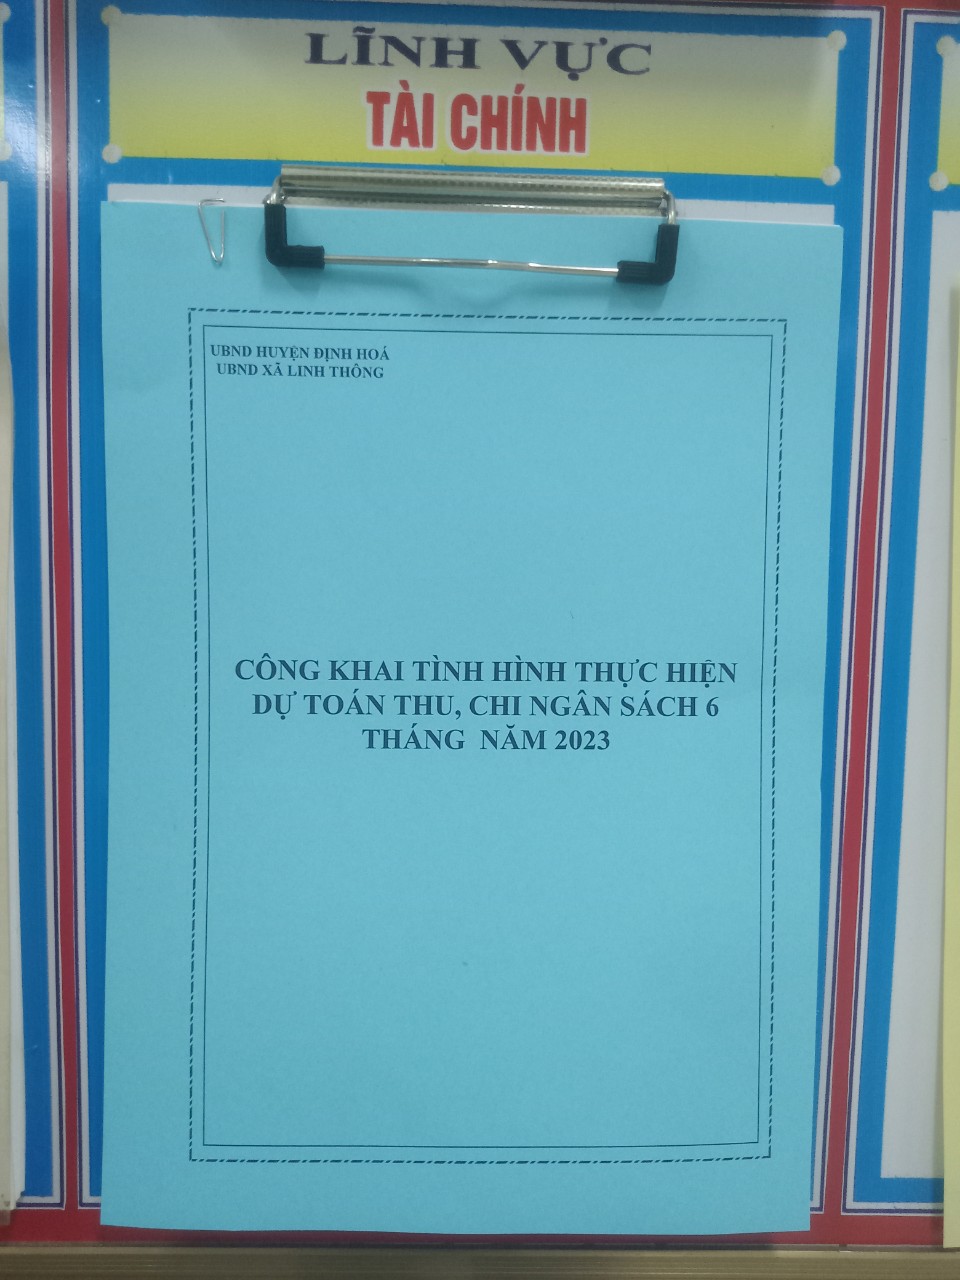 LĨNH VỰC
TÀI CHÍNH
UBND HUYỆN ĐỊNH HOÁ
UBND XÃ LINH THÔNG
CÔNG KHAI TÌNH HÌNH THỰC HIỆN
DỰ TOÁN THU, CHI NGÂN SÁCH 6
THÁNG NĂM 2023